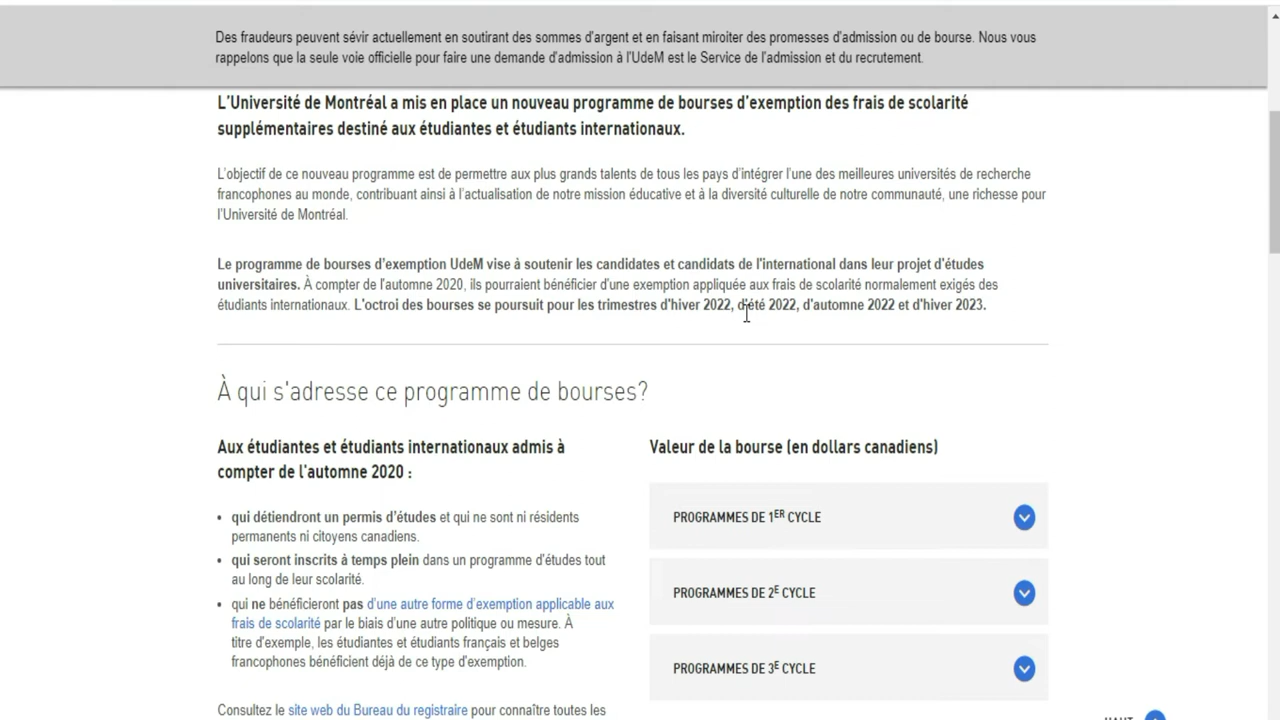 Des fraudeurs peuvent sévir actuellement en soutirant des sommes d'argent et en faisant miroiter des promesses d'admission ou de bourse. Nous vous
rappelons que la seule voie officielle pour faire une demande d'admission à l'UdeM est le Service de l'admission et du recrutement.
L'Université de Montréal a mis en place un nouveau programme de bourses d'exemption des frais de scolarité
supplémentaires destiné aux étudiantes et étudiants internationaux.
L'objectif de ce nouveau programme est de permettre aux plus grands talents de tous les pays d'intégrer l'une des meilleures universités de recherche
francophones au monde, contribuant ainsi à l'actualisation de notre mission éducative et à la diversité culturelle de notre communauté, une richesse pour
l'Université de Montréal.
Le programme de bourses d'exemption UdeM vise à soutenir les candidates et candidats de l'international dans leur projet d'études
universitaires. À compter de l'automne 2020, ils pourraient bénéficier d'une exemption appliquée aux frais de scolarité normalement exigés des
étudiants internationaux. L'octroi des bourses se poursuit pour les trimestres d'hiver 2022, d'été 2022, d'automne 2022 et d'hiver 2023.
À qui s'adresse ce programme de bourses?
Aux étudiantes et étudiants internationaux admis à
compter de l'automne 2020 :
• qui détiendront un permis d'études et qui ne sont ni résidents
permanents ni citoyens canadiens.
• qui seront inscrits à temps plein dans un programme d'études tout
au long de leur scolarité.
• qui ne bénéficieront pas d'une autre forme d'exemption applicable aux
frais de scolarité par le biais d'une autre politique ou mesure. À
titre d'exemple, les étudiantes et étudiants français et belges
francophones bénéficient déjà de ce type d'exemption.
Consultez le site web du Bureau du registraire pour connaître toutes les
Valeur de la bourse (en dollars canadiens)
PROGRAMMES DE 1ER CYCLE
PROGRAMMES DE 2E CYCLE
PROGRAMMES DE 3E CYCLE
HAUT